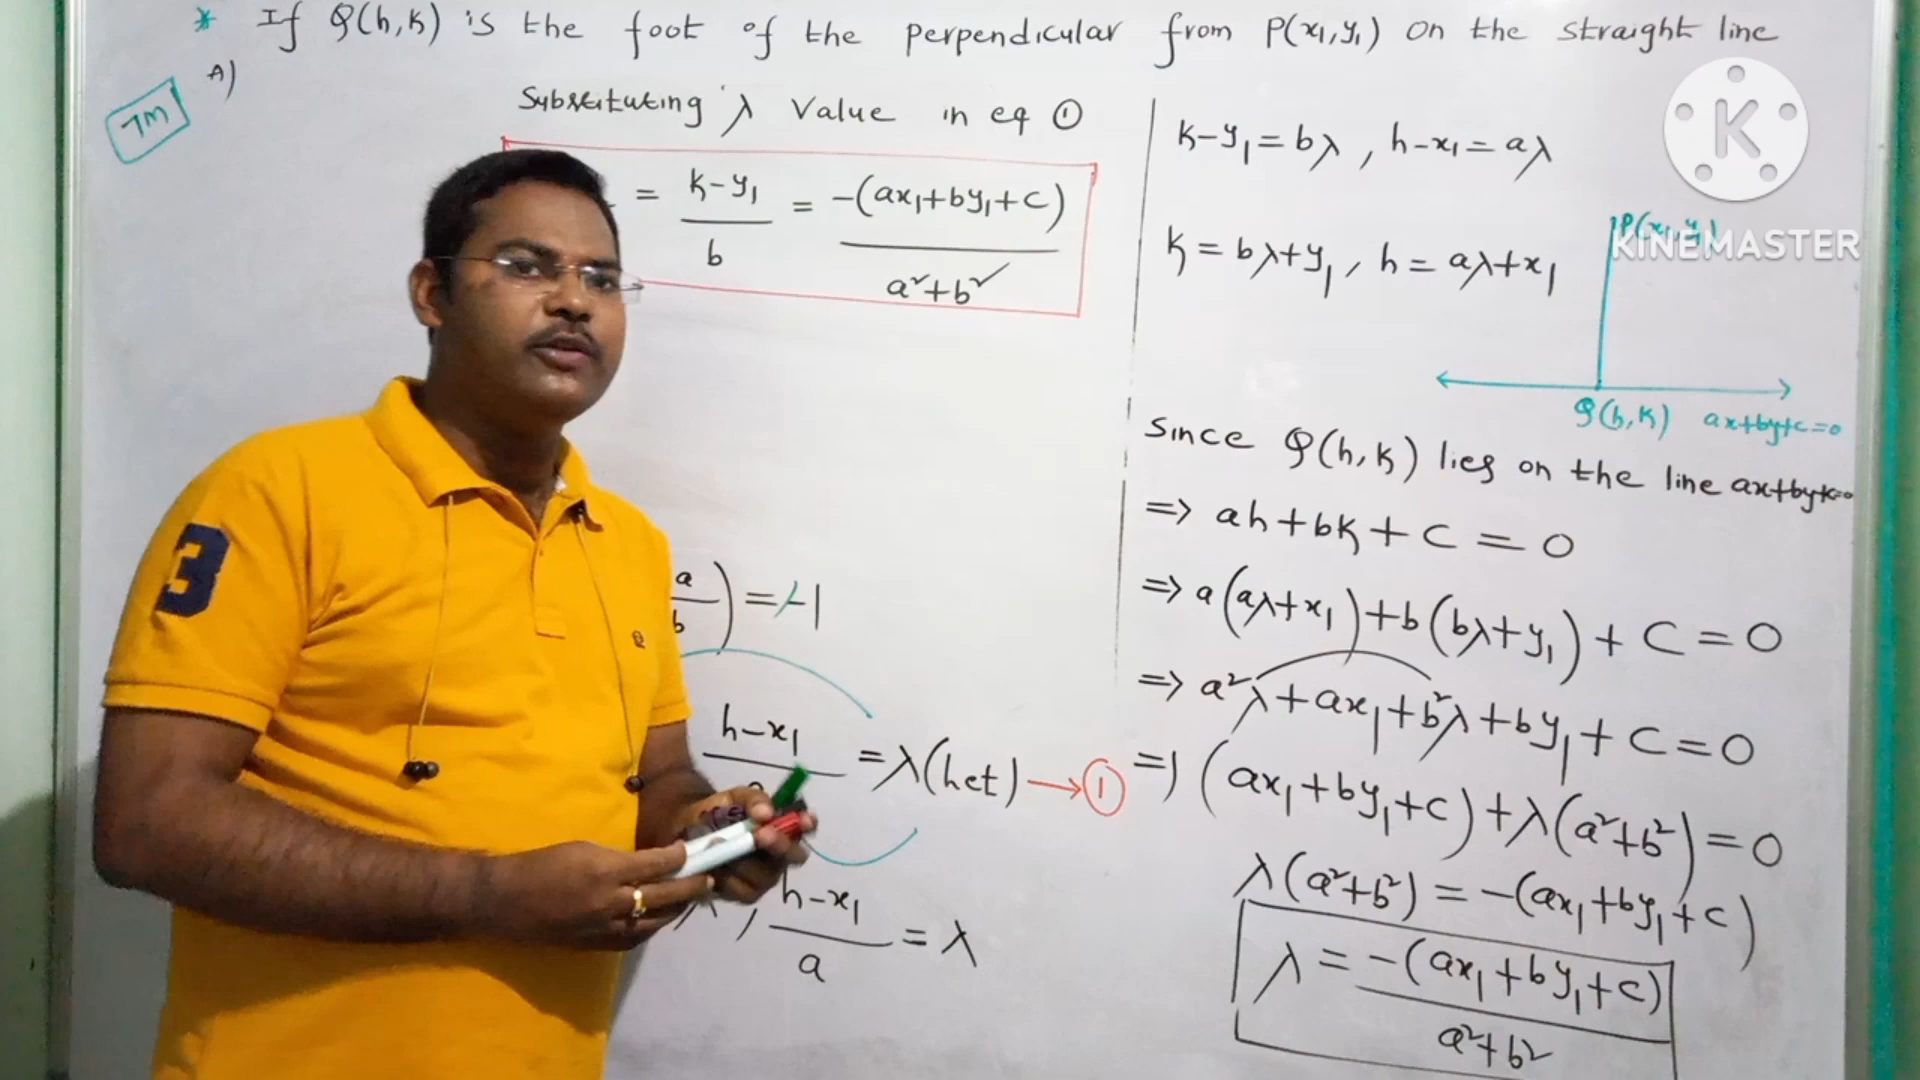 * If Q(h,k) is the foot of the perpendicular from P(x₁,y₁) on the straight line
A)
7M
Substituting λ Value in eq ①
= k-y₁/b = -(ax₁+by₁+c)/a²+b²
a/b) = -1
h-x₁ = λ(let) → ①
λ, h-x₁/a = λ
k-y₁=bλ, h-x₁=aλ
k = bλ+y₁, h = aλ+x₁
P(x₁,y₁)
Q(h,k) ax+by+c=0
Since Q(h,k) lies on the line ax+by+c=0
=> ah+bk+c=0
=> a(aλ+x₁)+b(bλ+y₁)+c=0
=> a²λ+ax₁+b²λ+by₁+c=0
=> (ax₁+by₁+c)+λ(a²+b²)=0
λ(a²+b²) = -(ax₁+by₁+c)
λ = -(ax₁+by₁+c)/a²+b²
K
KINEMASTER
3